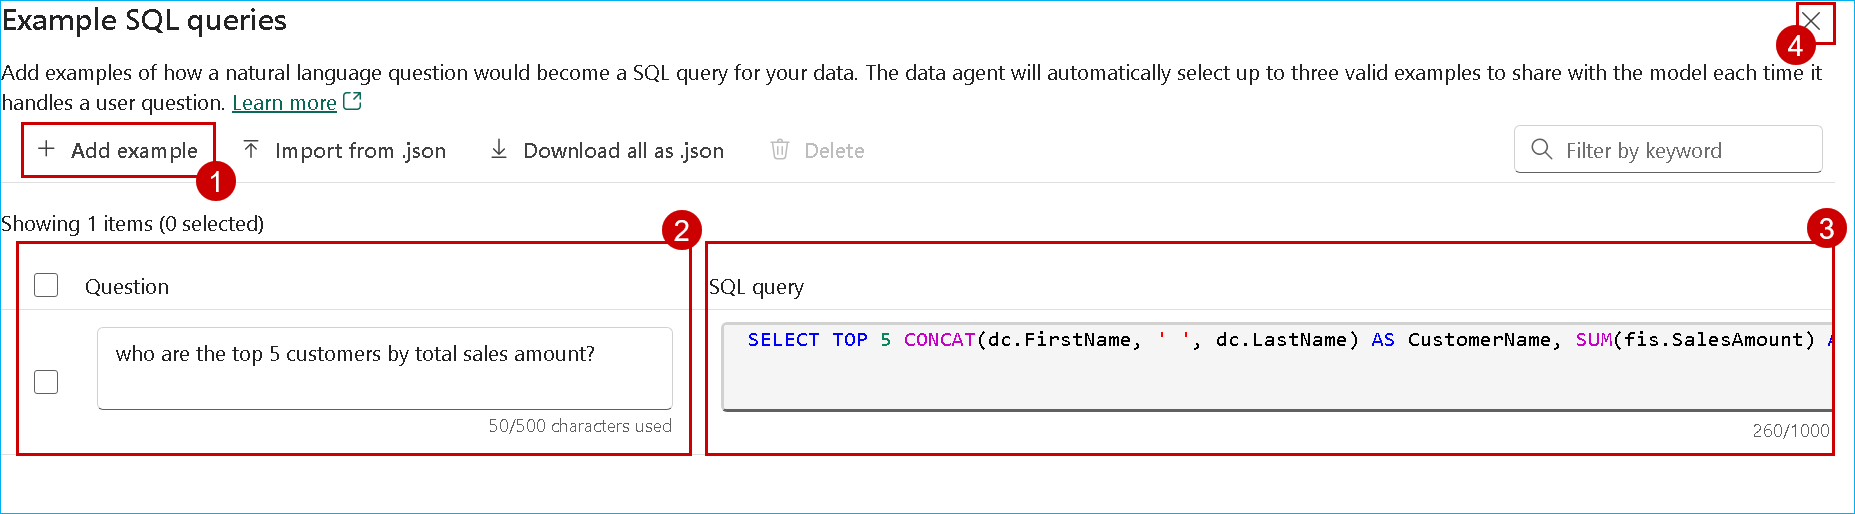 Example SQL queries
4
Add examples of how a natural language question would become a SQL query for your data. The data agent will automatically select up to three valid examples to share with the model each time it
handles a user question. Learn more
Add example Import from .json Download all as .json Delete Filter by keyword
1
Showing 1 items (0 selected)
2 3
Question SQL query
who are the top 5 customers by total sales amount? SELECT TOP 5 CONCAT(dc.FirstName, ' ', dc.LastName) AS CustomerName, SUM(fis.SalesAmount)
50/500 characters used 260/1000